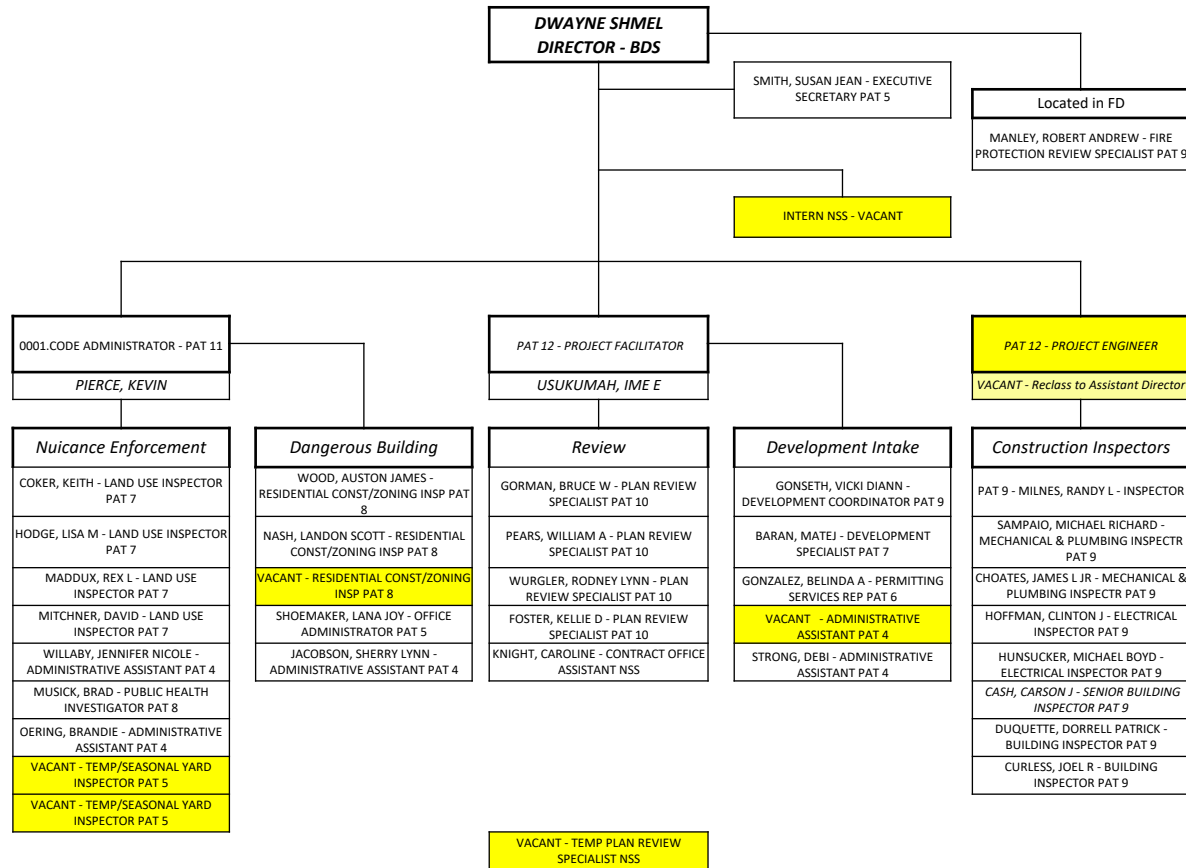 DWAYNE SHMEL
DIRECTOR - BDS
SMITH, SUSAN JEAN - EXECUTIVE
SECRETARY PAT 5
Located in FD
MANLEY, ROBERT ANDREW - FIRE
PROTECTION REVIEW SPECIALIST PAT 9
INTERN NSS - VACANT
0001.CODE ADMINISTRATOR - PAT 11
PIERCE, KEVIN
PAT 12 - PROJECT FACILITATOR
USUKUMAH, IME E
PAT 12 - PROJECT ENGINEER
VACANT - Reclass to Assistant Director
Nuicance Enforcement
COKER, KEITH - LAND USE INSPECTOR
PAT 7
HODGE, LISA M - LAND USE INSPECTOR
PAT 7
MADDUX, REX L - LAND USE
INSPECTOR PAT 7
MITCHNER, DAVID - LAND USE
INSPECTOR PAT 7
WILLABY, JENNIFER NICOLE -
ADMINISTRATIVE ASSISTANT PAT 4
MUSICK, BRAD - PUBLIC HEALTH
INVESTIGATOR PAT 8
OERING, BRANDIE - ADMINISTRATIVE
ASSISTANT PAT 4
VACANT - TEMP/SEASONAL YARD
INSPECTOR PAT 5
VACANT - TEMP/SEASONAL YARD
INSPECTOR PAT 5
Dangerous Building
WOOD, AUSTON JAMES -
RESIDENTIAL CONST/ZONING INSP PAT
8
NASH, LANDON SCOTT - RESIDENTIAL
CONST/ZONING INSP PAT 8
VACANT - RESIDENTIAL CONST/ZONING
INSP PAT 8
SHOEMAKER, LANA JOY - OFFICE
ADMINISTRATOR PAT 5
JACOBSON, SHERRY LYNN -
ADMINISTRATIVE ASSISTANT PAT 4
Review
GORMAN, BRUCE W - PLAN REVIEW
SPECIALIST PAT 10
PEARS, WILLIAM A - PLAN REVIEW
SPECIALIST PAT 10
WURGLER, RODNEY LYNN - PLAN
REVIEW SPECIALIST PAT 10
FOSTER, KELLIE D - PLAN REVIEW
SPECIALIST PAT 10
KNIGHT, CAROLINE - CONTRACT OFFICE
ASSISTANT NSS
Development Intake
GONSETH, VICKI DIANN -
DEVELOPMENT COORDINATOR PAT 9
BARAN, MATEJ - DEVELOPMENT
SPECIALIST PAT 7
GONZALEZ, BELINDA A - PERMITTING
SERVICES REP PAT 6
VACANT - ADMINISTRATIVE
ASSISTANT PAT 4
STRONG, DEBI - ADMINISTRATIVE
ASSISTANT PAT 4
Construction Inspectors
PAT 9 - MILNES, RANDY L - INSPECTOR
SAMPAIO, MICHAEL RICHARD -
MECHANICAL & PLUMBING INSPECTR
PAT 9
CHOATES, JAMES L JR - MECHANICAL &
PLUMBING INSPECTR PAT 9
HOFFMAN, CLINTON J - ELECTRICAL
INSPECTOR PAT 9
HUNSUCKER, MICHAEL BOYD -
ELECTRICAL INSPECTOR PAT 9
CASH, CARSON J - SENIOR BUILDING
INSPECTOR PAT 9
DUQUETTE, DORRELL PATRICK -
BUILDING INSPECTOR PAT 9
CURLESS, JOEL R - BUILDING
INSPECTOR PAT 9
VACANT - TEMP PLAN REVIEW
SPECIALIST NSS